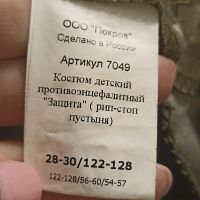 ООО "Покров"
Сделано в России
Артикул 7049
Костюм детский
противоэнцефалитный
"Защита" ( рип-стоп
пустыня)
28-30/122-128
122-128/56-60/54-57